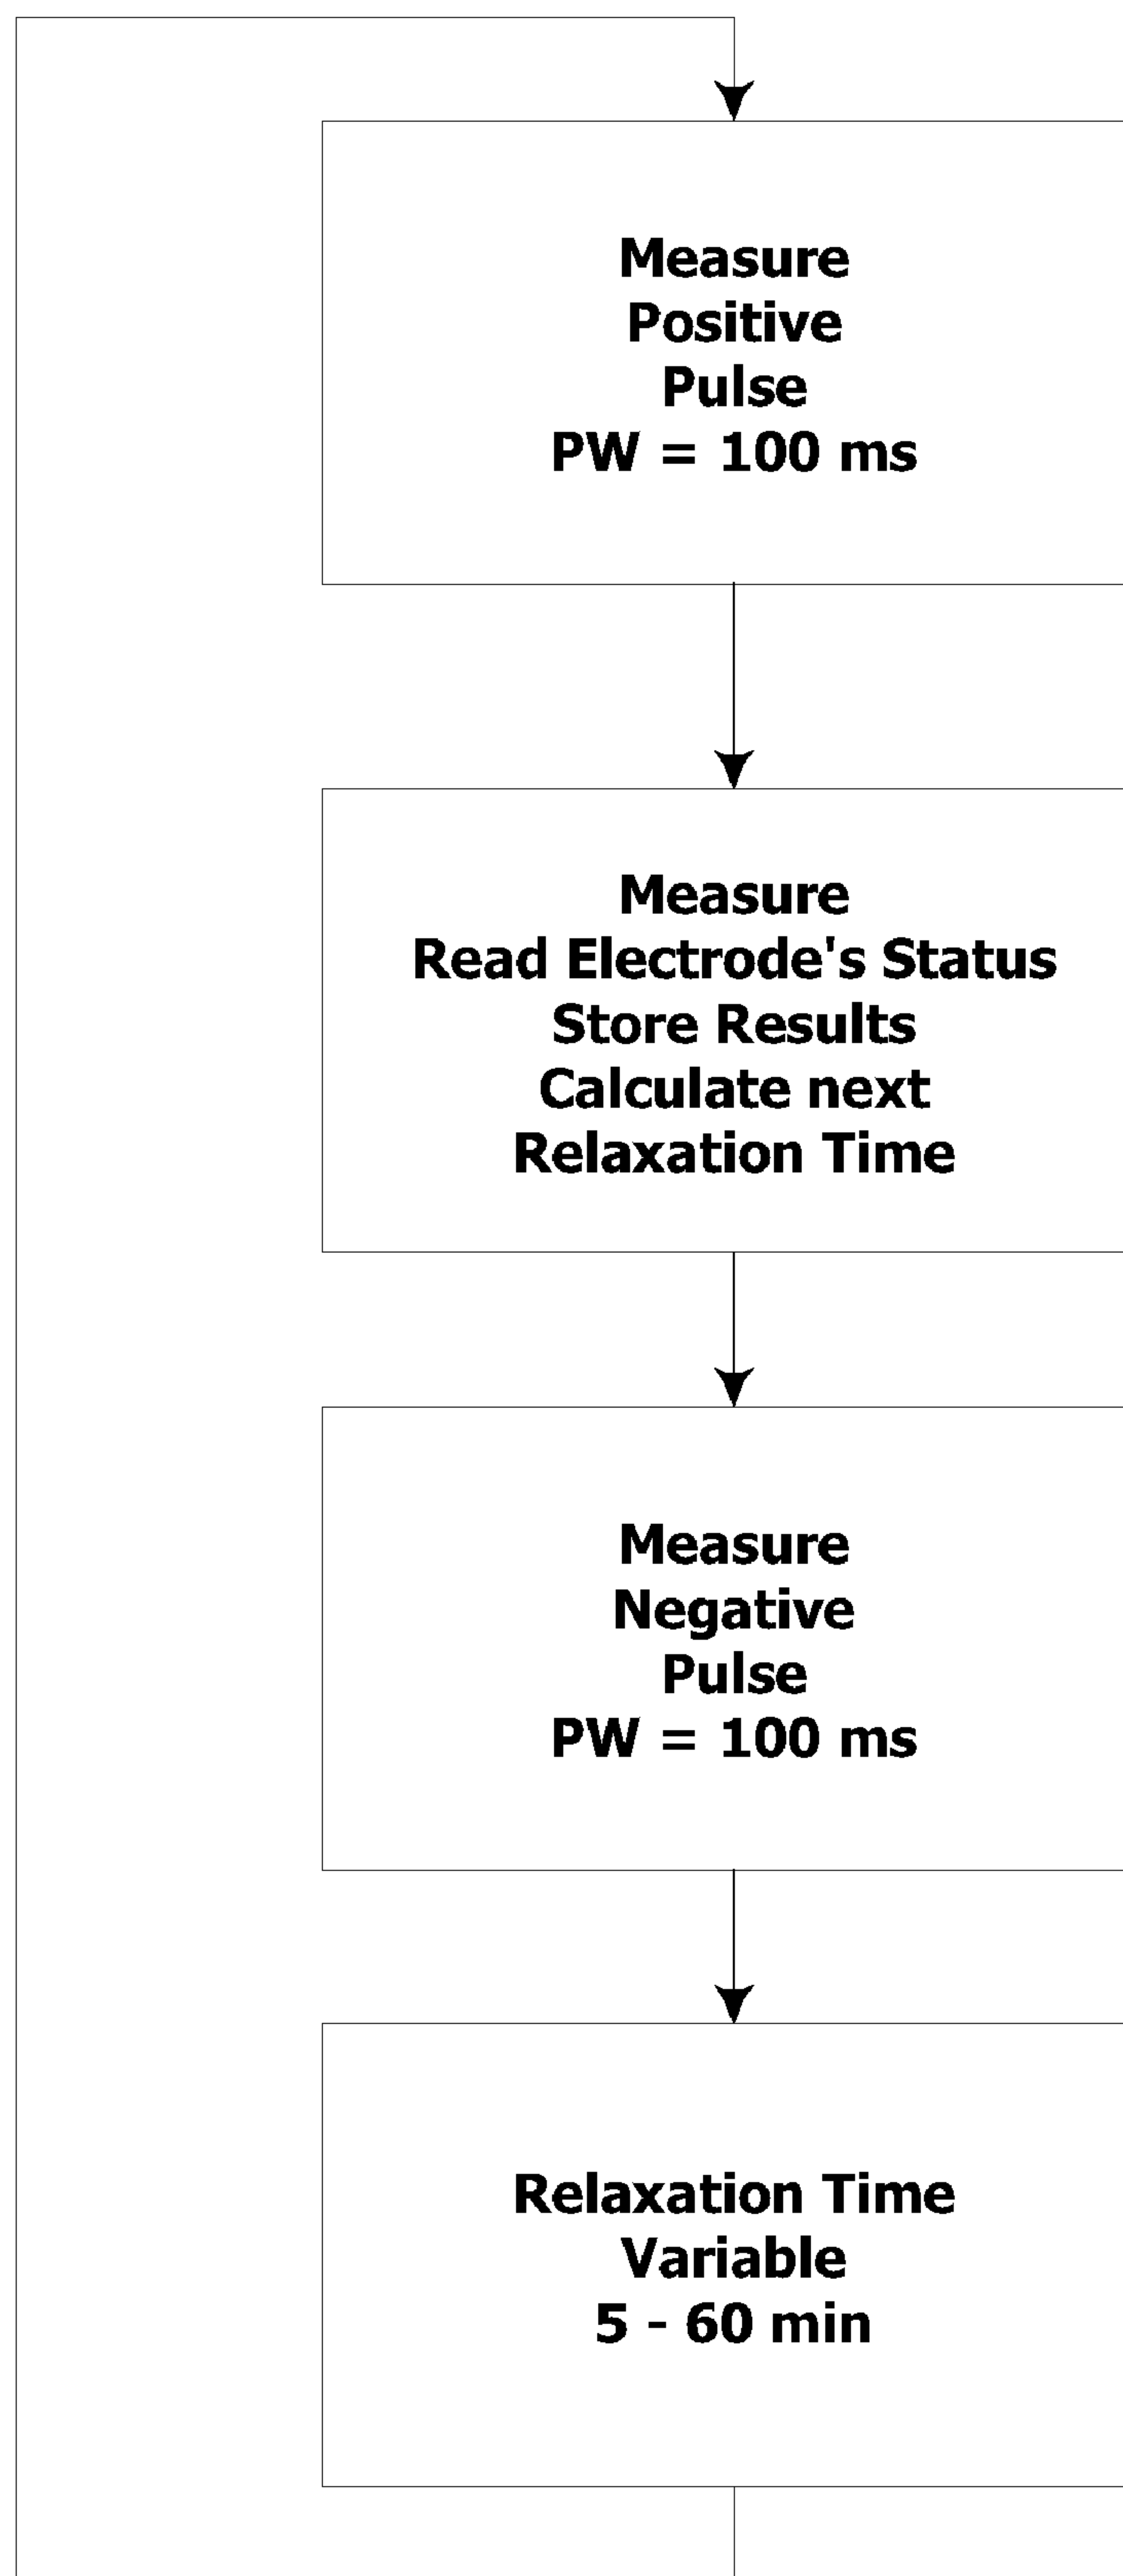 Measure
Positive
Pulse
PW = 100 ms
Measure
Read Electrode's Status
Store Results
Calculate next
Relaxation Time
Measure
Negative
Pulse
PW = 100 ms
Relaxation Time
Variable
5 - 60 min